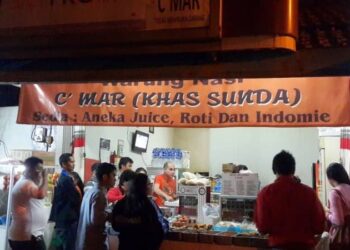 C' MAR
Warung Nasi
C' MAR (KHAS SUNDA)
Sedia : Aneka Juice, Roti Dan Indomie